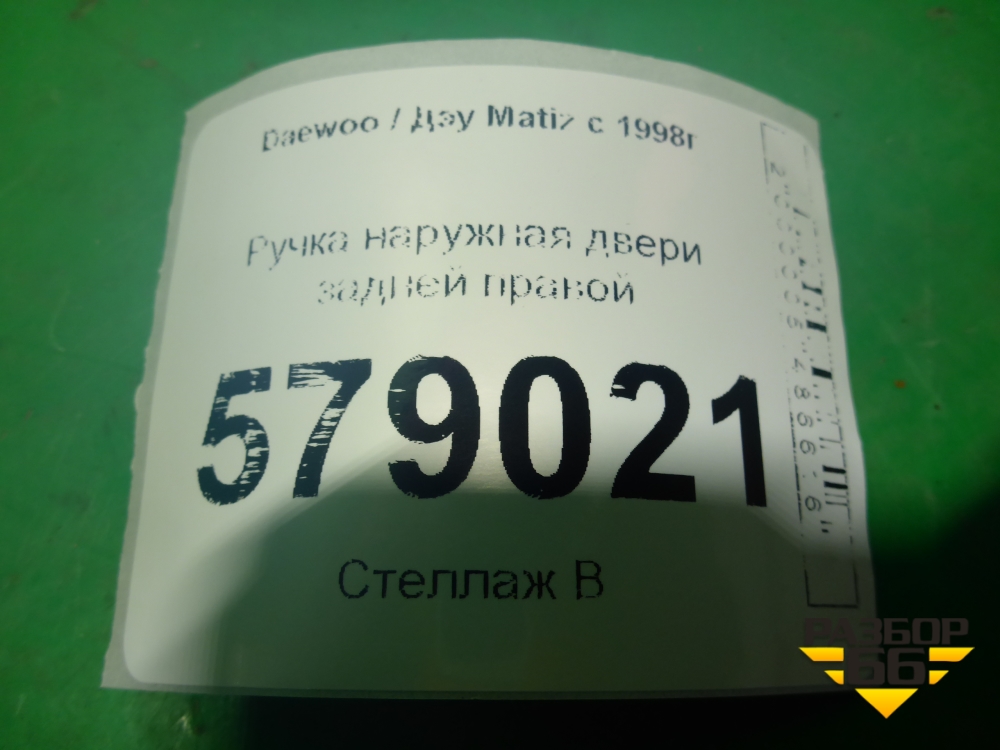 Daewoo / Дэу Matiz с 1998г
Ручка наружная двери
задней правой
579021
Стеллаж В
РАЗБОР
66